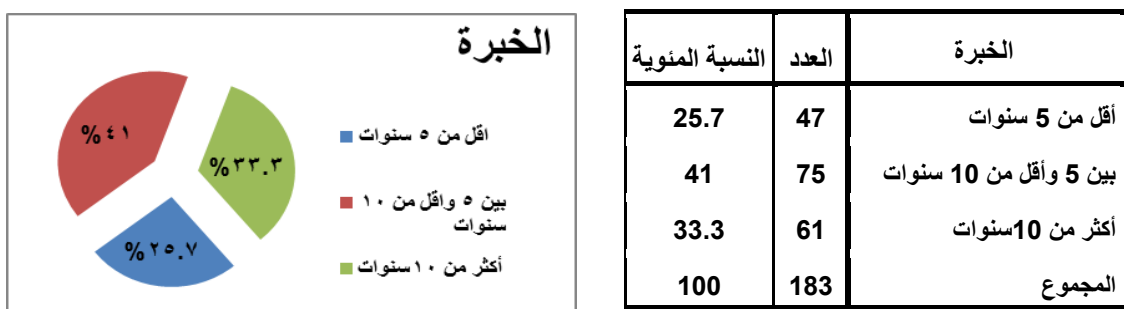 الخبرة العدد النسبة المئوية
أقل من 5 سنوات 47 25.7
بين 5 وأقل من 10 سنوات 75 41
أكثر من 10سنوات 61 33.3
المجموع 183 100
الخبرة
اقل من ٥ سنوات
بين ٥ واقل من ١٠
سنوات
أكثر من ١٠سنوات
٤١ %
٣٣.٣ %
٢٥.٧ %